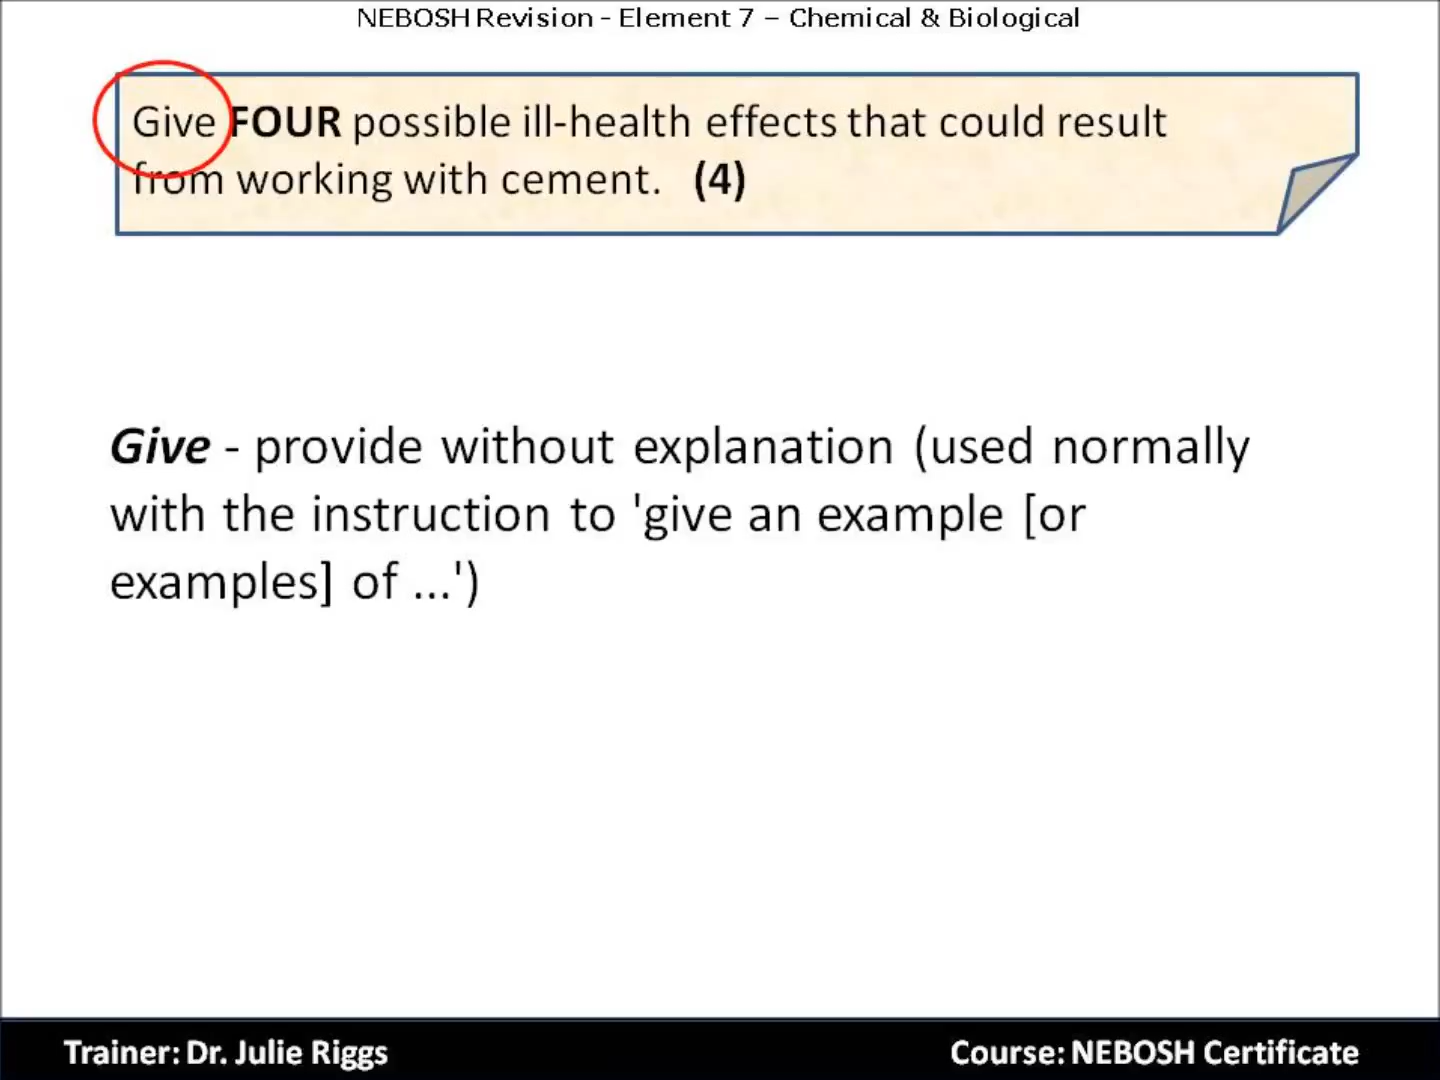 NEBOSH Revision - Element 7 – Chemical & Biological
Give FOUR possible ill-health effects that could result
from working with cement. (4)
Give - provide without explanation (used normally
with the instruction to 'give an example [or
examples] of ...')
Trainer: Dr. Julie Riggs
Course: NEBOSH Certificate